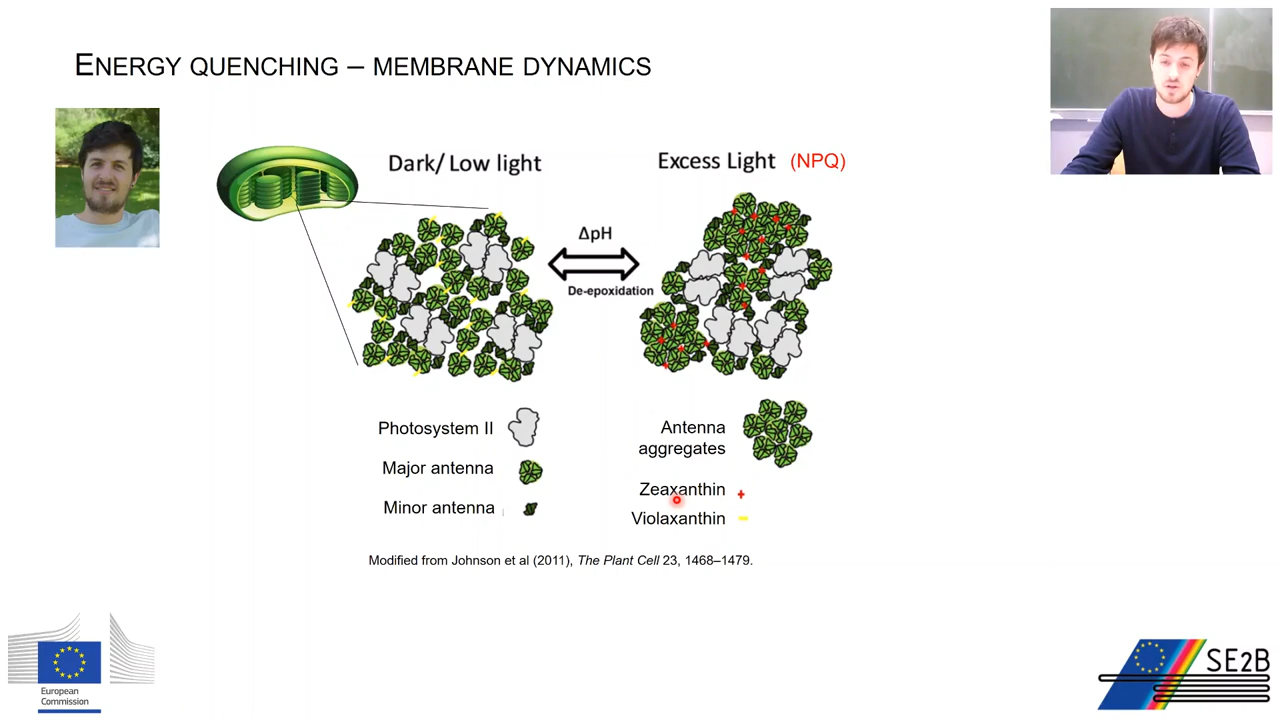 ENERGY QUENCHING – MEMBRANE DYNAMICS
Dark/ Low light
Excess Light (NPQ)
ΔpH
De-epoxidation
Photosystem II
Major antenna
Minor antenna
Antenna
aggregates
Zeaxanthin
Violaxanthin
Modified from Johnson et al (2011), The Plant Cell 23, 1468–1479.
European
Commission
SE2B